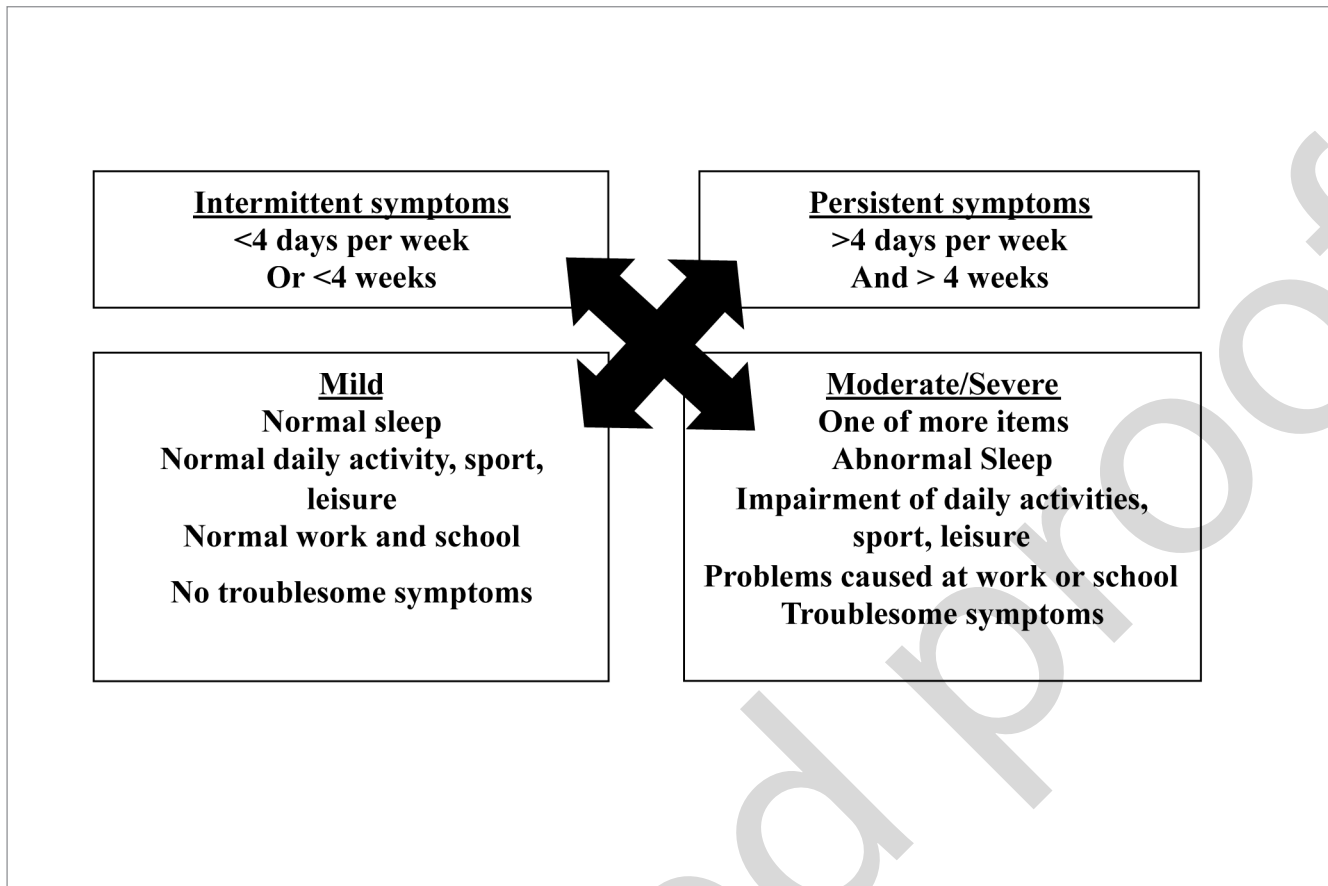 Intermittent symptoms
<4 days per week
Or <4 weeks
Persistent symptoms
>4 days per week
And > 4 weeks
Mild
Normal sleep
Normal daily activity, sport,
leisure
Normal work and school
No troublesome symptoms
Moderate/Severe
One of more items
Abnormal Sleep
Impairment of daily activities,
sport, leisure
Problems caused at work or school
Troublesome symptoms
d proof